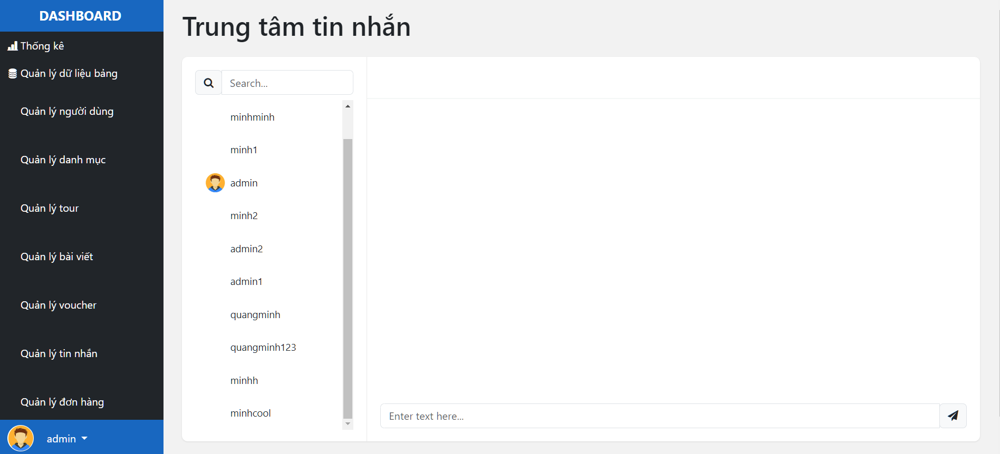 DASHBOARD
Thống kê
Quản lý dữ liệu bảng
Quản lý người dùng
Quản lý danh mục
Quản lý tour
Quản lý bài viết
Quản lý voucher
Quản lý tin nhắn
Quản lý đơn hàng
admin
Trung tâm tin nhắn
Search...
minhminh
minh1
admin
minh2
admin2
admin1
quangminh
quangminh123
minhh
minhcool
Enter text here...